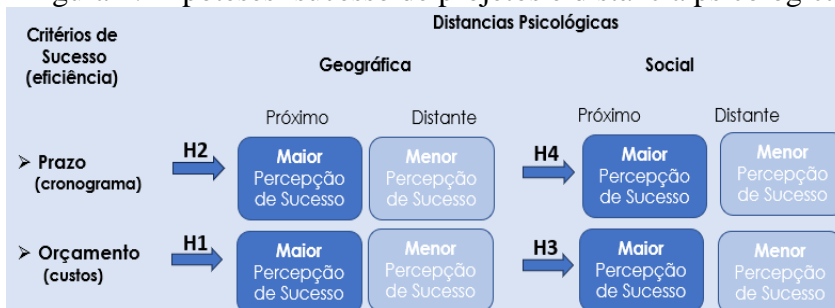 Distancias Psicológicas
Critérios de
Sucesso
(eficiência)
Geográfica
Social
Próximo
Distante
Próximo
Distante
➢ Prazo
(cronograma)
H2
Maior
Percepção
de Sucesso
Menor
Percepção
de Sucesso
H4
Maior
Percepção
de Sucesso
Menor
Percepção
de Sucesso
➢ Orçamento
(custos)
H1
Maior
Percepção
de Sucesso
Menor
Percepção
de Sucesso
H3
Maior
Percepção
de Sucesso
Menor
Percepção
de Sucesso